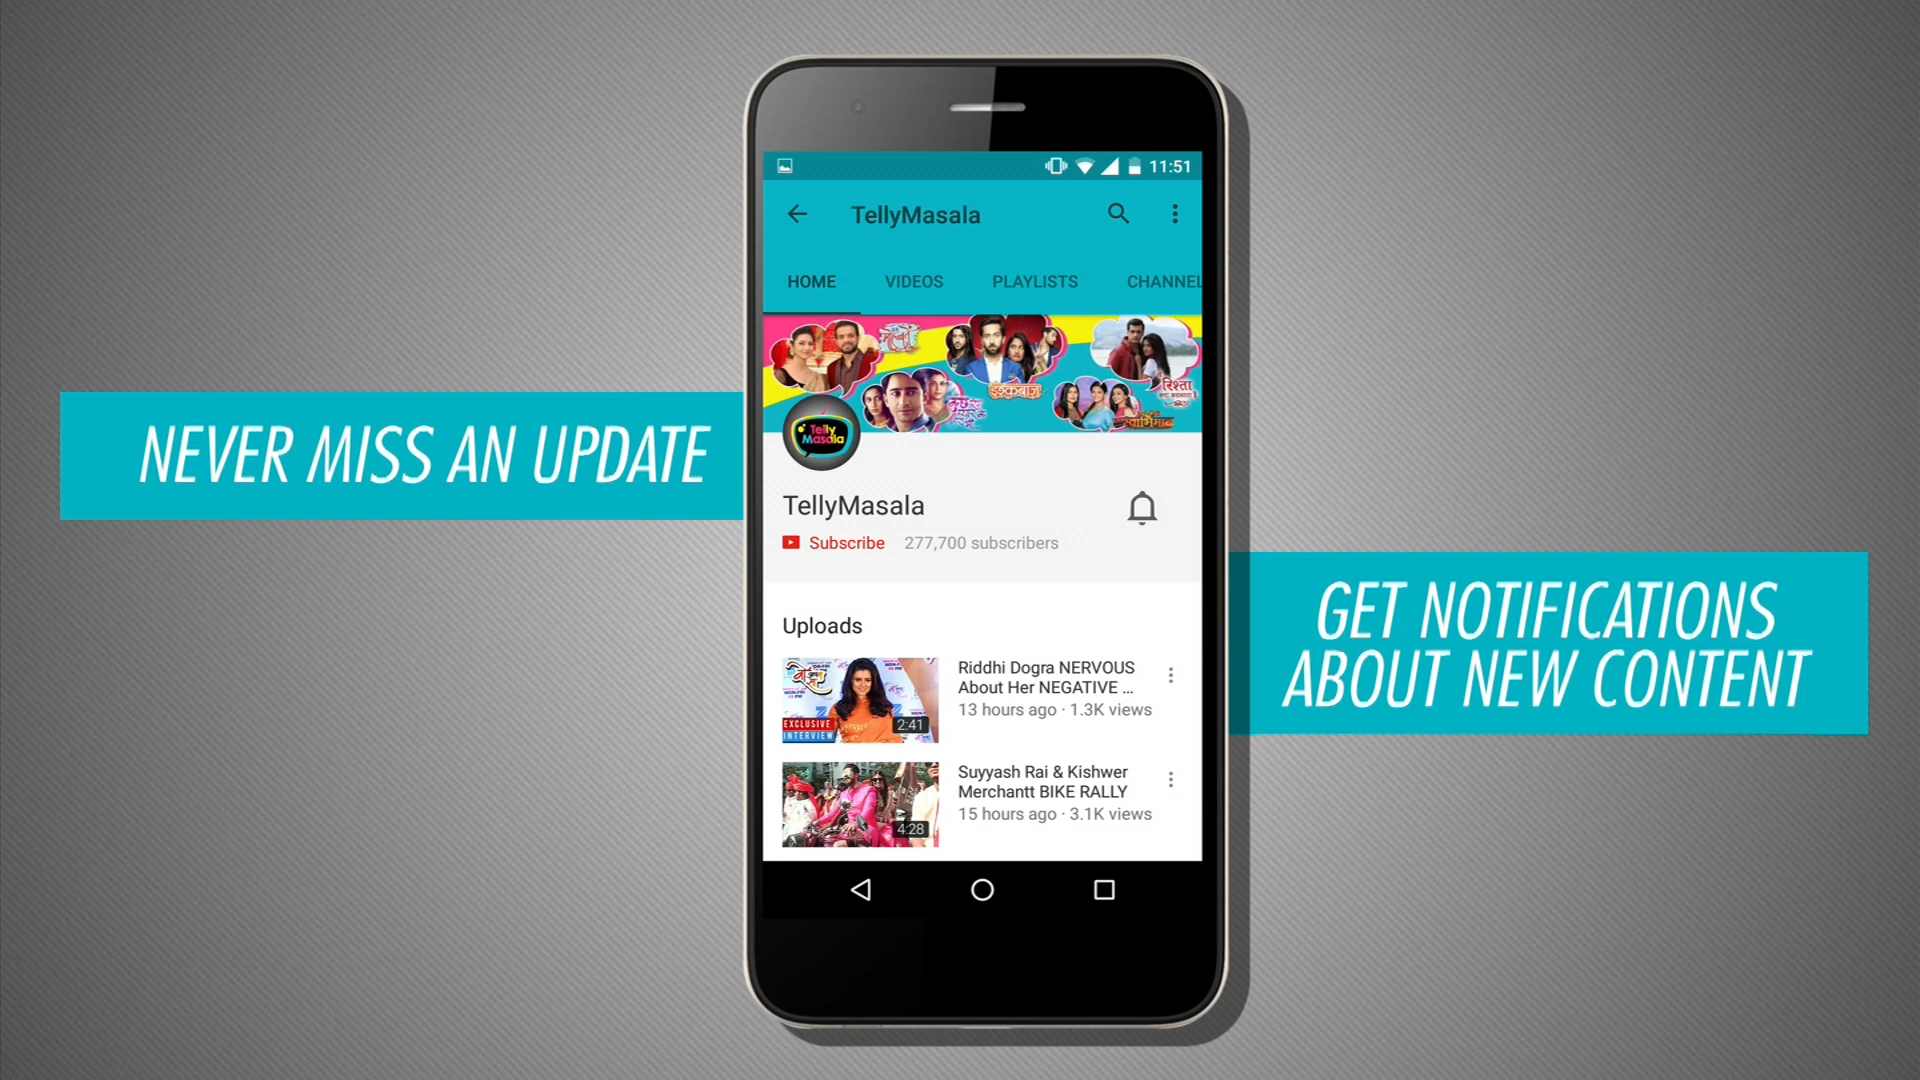 11:51
TellyMasala
HOME VIDEOS PLAYLISTS CHANNEL
इश्कबाज़
रिश्ता
Telly
Masala
NEVER MISS AN UPDATE
TellyMasala
Subscribe 277,700 subscribers
GET NOTIFICATIONS
ABOUT NEW CONTENT
Uploads
Riddhi Dogra NERVOUS
About Her NEGATIVE ...
13 hours ago · 1.3K views
EXCLUSIVE
INTERVIEW
2:41
Suyyash Rai & Kishwer
Merchantt BIKE RALLY
15 hours ago · 3.1K views
4:28